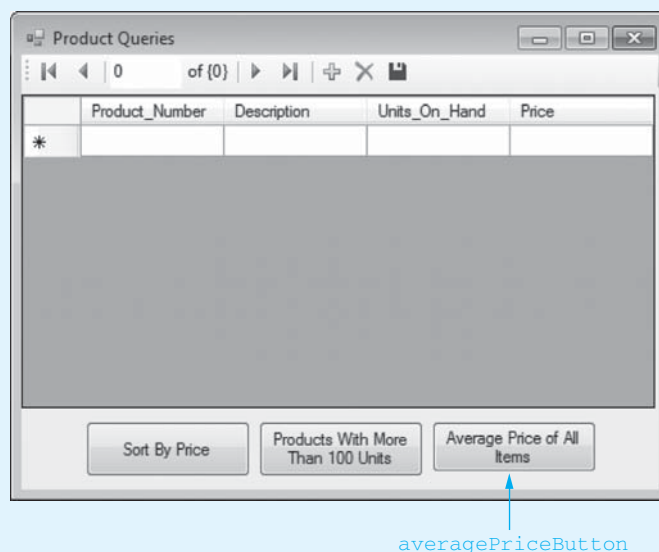 Product Queries
0 of {0}
Product_Number Description Units_On_Hand Price
Sort By Price
Products With More
Than 100 Units
Average Price of All
Items
averagePriceButton